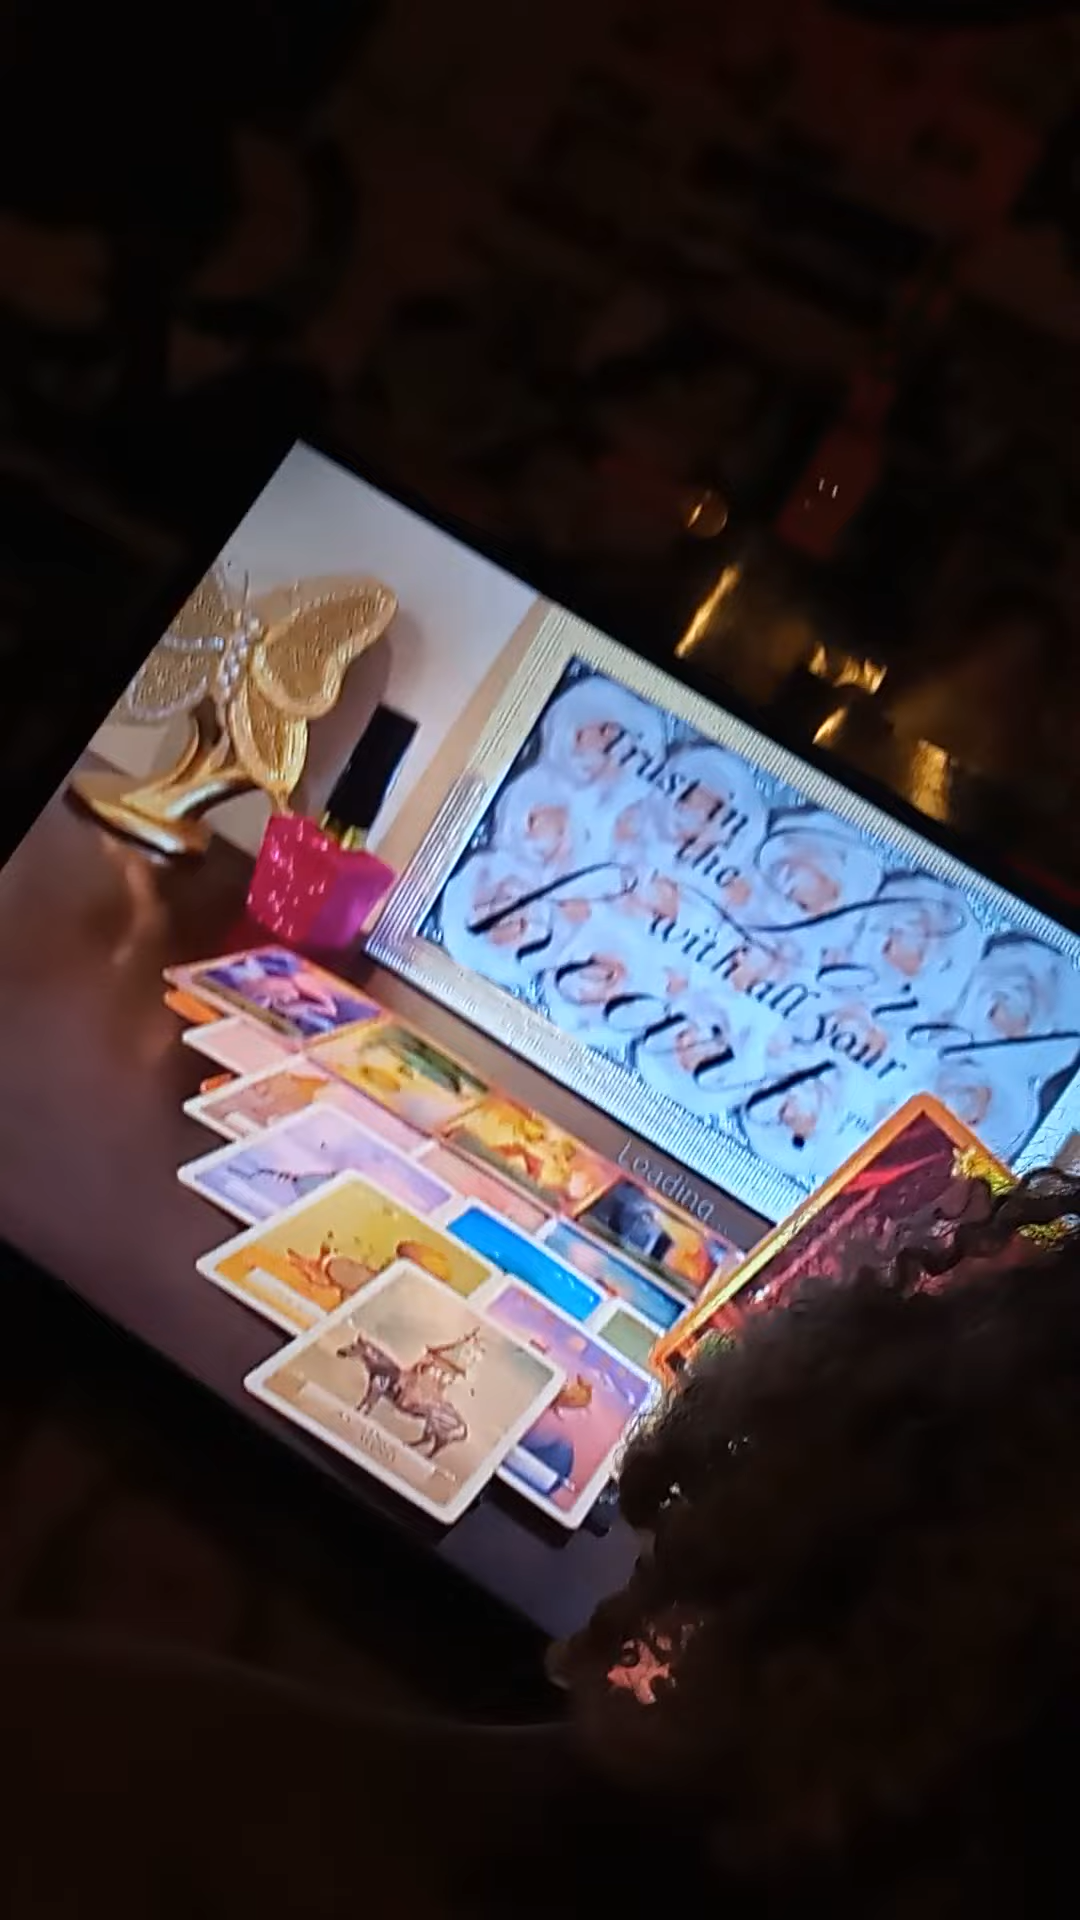 Trust in
the
Lord
with all your
heart.
Loading...